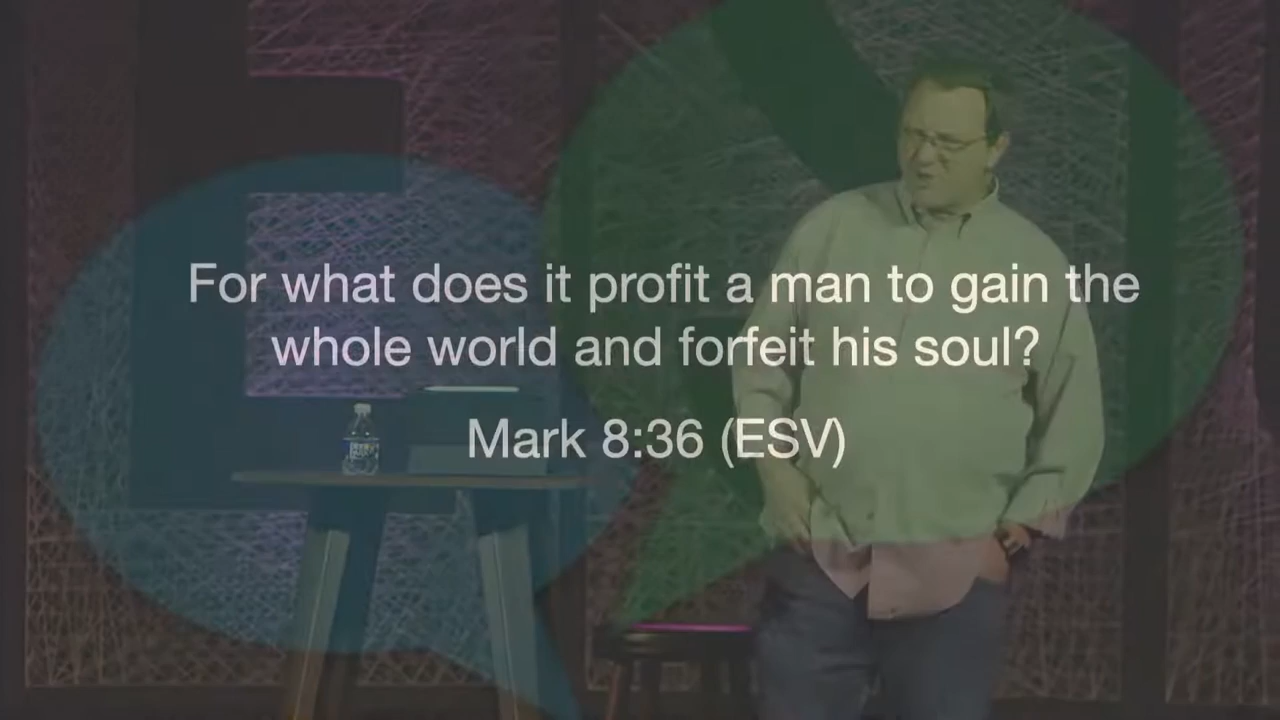 For what does it profit a man to gain the
whole world and forfeit his soul?
Mark 8:36 (ESV)